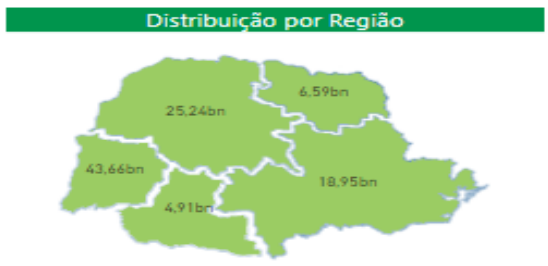 Distribuição por Região
6,59bn
25,24bn
43,66bn
18,95bn
4,91bn